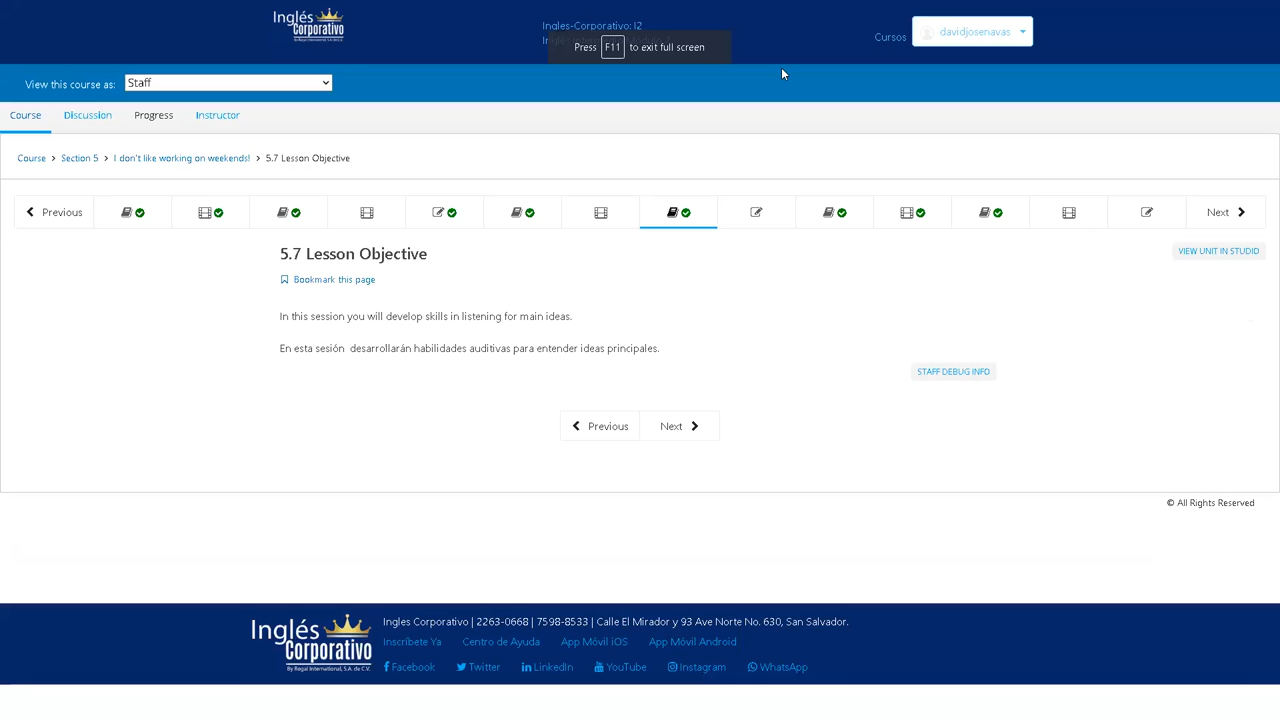 Inglés
Corporativo
By Regal International, S.A. de C.V.
Ingles-Corporativo: I2
Press F11 to exit full screen
Cursos
davidjosenavas
View this course as: Staff
Course Discussion Progress Instructor
Course > Section 5 > I don't like working on weekends! > 5.7 Lesson Objective
Previous Next
5.7 Lesson Objective
VIEW UNIT IN STUDIO
Bookmark this page
In this session you will develop skills in listening for main ideas.
En esta sesión desarrollarán habilidades auditivas para entender ideas principales.
STAFF DEBUG INFO
Previous Next
© All Rights Reserved
Inglés
Corporativo
By Regal International, S.A. de C.V.
Ingles Corporativo | 2263-0668 | 7598-8533 | Calle El Mirador y 93 Ave Norte No. 630, San Salvador.
Inscríbete Ya Centro de Ayuda App Móvil iOS App Móvil Android
Facebook Twitter LinkedIn YouTube Instagram WhatsApp